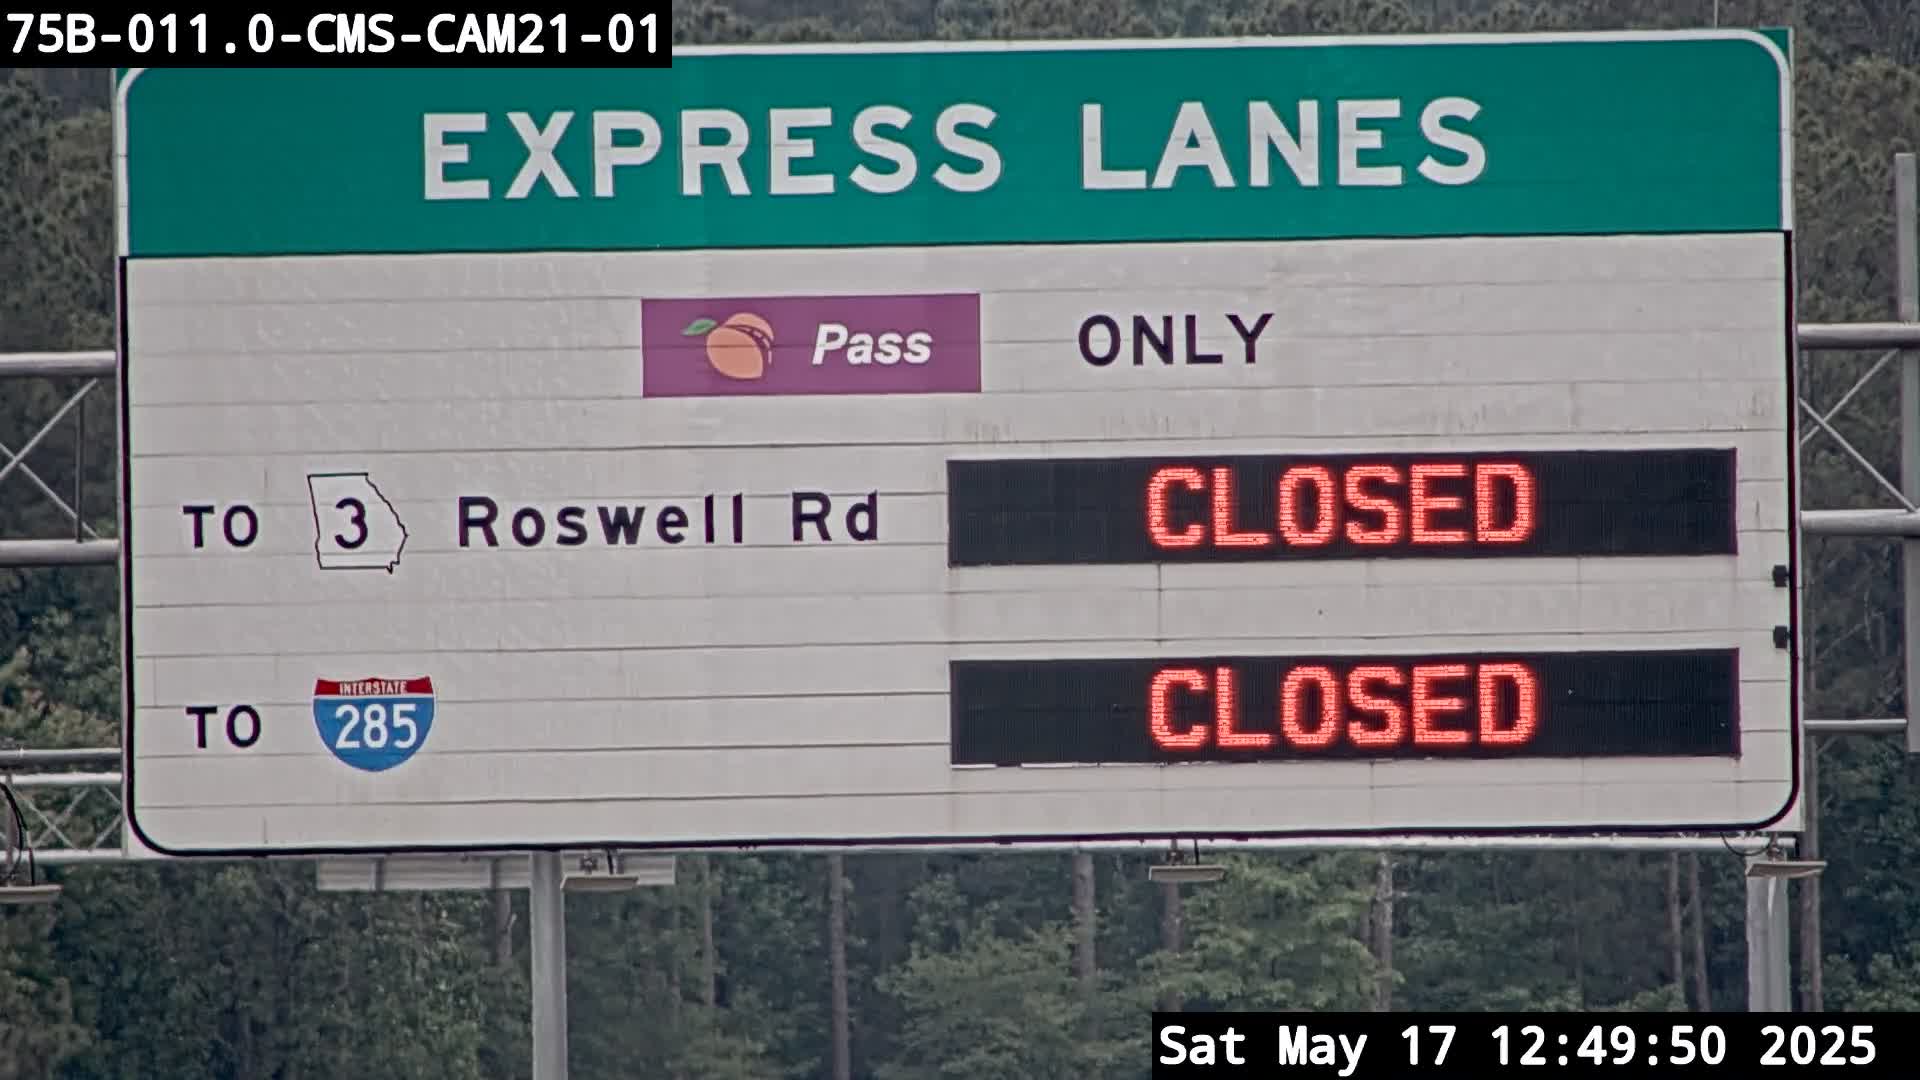 75B-011.0-CMS-CAM21-01
EXPRESS LANES
Pass ONLY
TO 3 Roswell Rd CLOSED
TO INTERSTATE 285 CLOSED
Sat May 17 12:49:50 2025